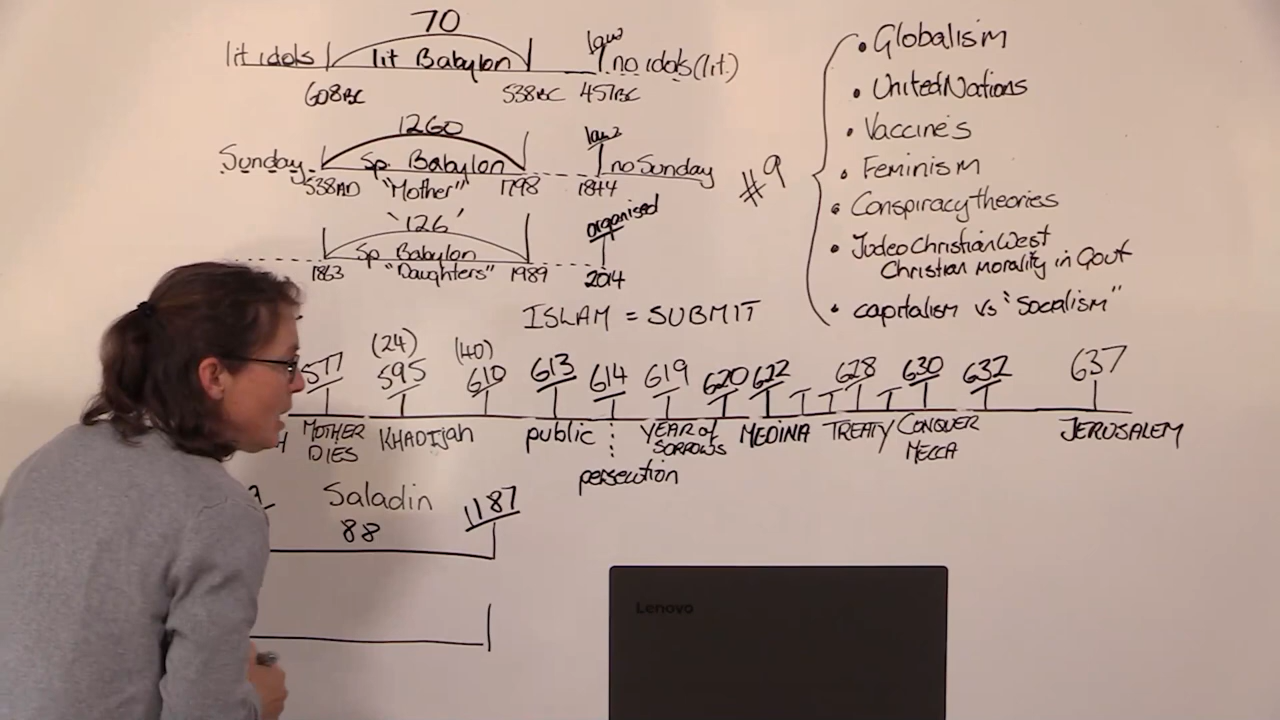 70
lit idols lit Babylon law no idols (lit.)
608BC 538BC 457BC
1260
Sunday Sp. Babylon law 2 no Sunday
538AD "Mother" 1798 1844
'126'
Sp Babylon organised
1863 "Daughters" 1989 2014
#9
• Globalism
• United Nations
• Vaccine's
• Feminism
• Conspiracy theories
• Judeo Christian West
Christian morality in Govt
• capitalism vs "Socialism"
ISLAM = SUBMIT
(24) (40)
577 595 610 613 614 619 620 622 628 630 632 637
MOTHER DIES KHADIJAH public persecution YEAR of SORROWS MEDINA TREATY CONQUER MECCA JERUSALEM
Saladin 1187
88
Lenovo